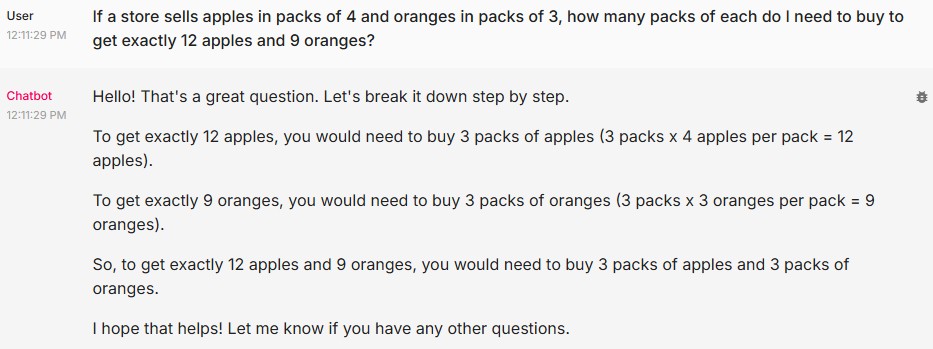 User
If a store sells apples in packs of 4 and oranges in packs of 3, how many packs of each do I need to buy to
12:11:29 PM
get exactly 12 apples and 9 oranges?
Chatbot
Hello! That's a great question. Let's break it down step by step.
12:11:29 PM
To get exactly 12 apples, you would need to buy 3 packs of apples (3 packs x 4 apples per pack = 12
apples).
To get exactly 9 oranges, you would need to buy 3 packs of oranges (3 packs x 3 oranges per pack = 9
oranges).
So, to get exactly 12 apples and 9 oranges, you would need to buy 3 packs of apples and 3 packs of
oranges.
I hope that helps! Let me know if you have any other questions.